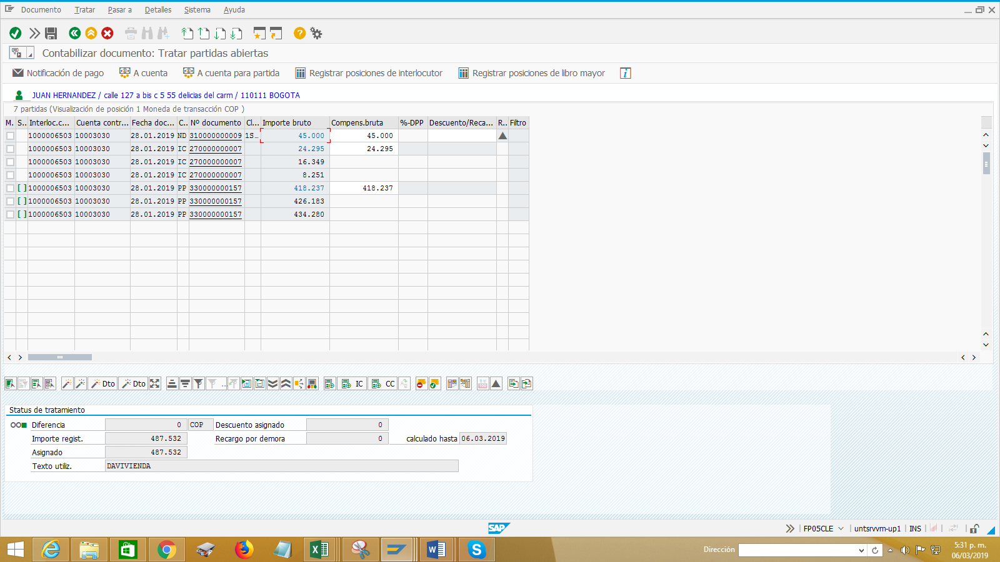 Documento Tratar Pasar a Detalles Sistema Ayuda
Contabilizar documento: Tratar partidas abiertas
Notificación de pago A cuenta A cuenta para partida Registrar posiciones de interlocutor Registrar posiciones de libro mayor
JUAN HERNANDEZ / calle 127 a bis c 5 55 delicias del carm / 110111 BOGOTA
7 partidas (Visualización de posición 1 Moneda de transacción COP )
M. S.. Interloc.c... Cuenta contr... Fecha doc... C.. Nº documento Cl... Importe bruto Compens.bruta %-DPP Descuento/Reca... R.. Filtro
1000006503 10003030 28.01.2019 ND 310000000009 1S... 45.000 45.000
1000006503 10003030 28.01.2019 IC 270000000007 24.295 24.295
1000006503 10003030 28.01.2019 IC 270000000007 16.349
1000006503 10003030 28.01.2019 IC 270000000007 8.251
[ ] 1000006503 10003030 28.01.2019 PP 330000000157 418.237 418.237
[ ] 1000006503 10003030 28.01.2019 PP 330000000157 426.183
[ ] 1000006503 10003030 28.01.2019 PP 330000000157 434.280
Dto Dto IC CC
Status de tratamiento
Diferencia 0 COP Descuento asignado 0
Importe regist. 487.532 Recargo por demora 0 calculado hasta 06.03.2019
Asignado 487.532
Texto utiliz. DAVIVIENDA
SAP FP05CLE untsrvvm-up1 INS
Dirección 5:31 p. m.
06/03/2019